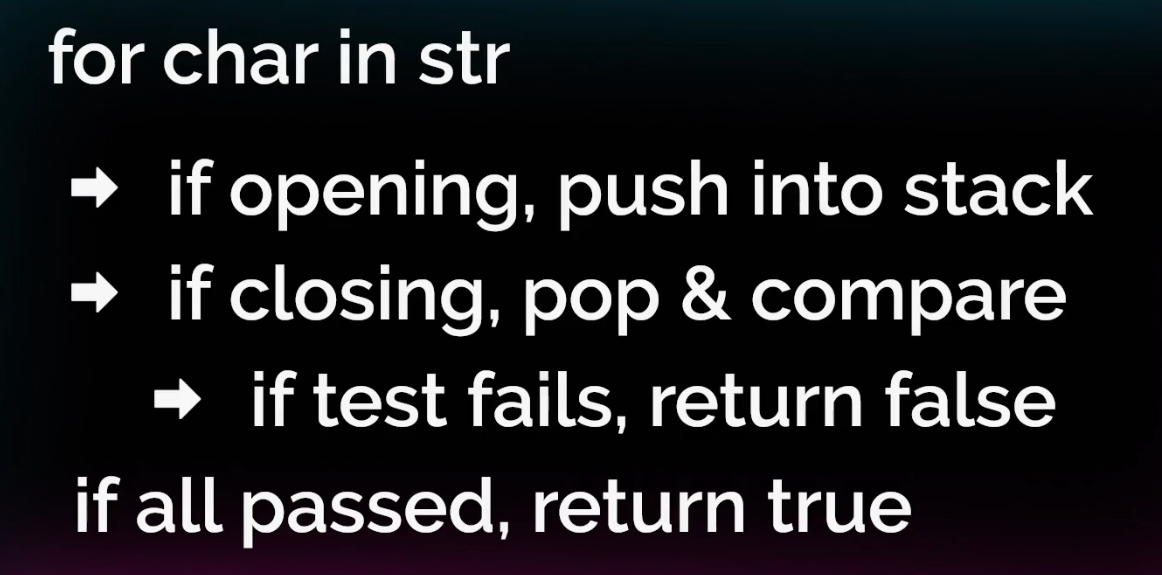 for char in str
➡ if opening, push into stack
➡ if closing, pop & compare
➡ if test fails, return false
if all passed, return true